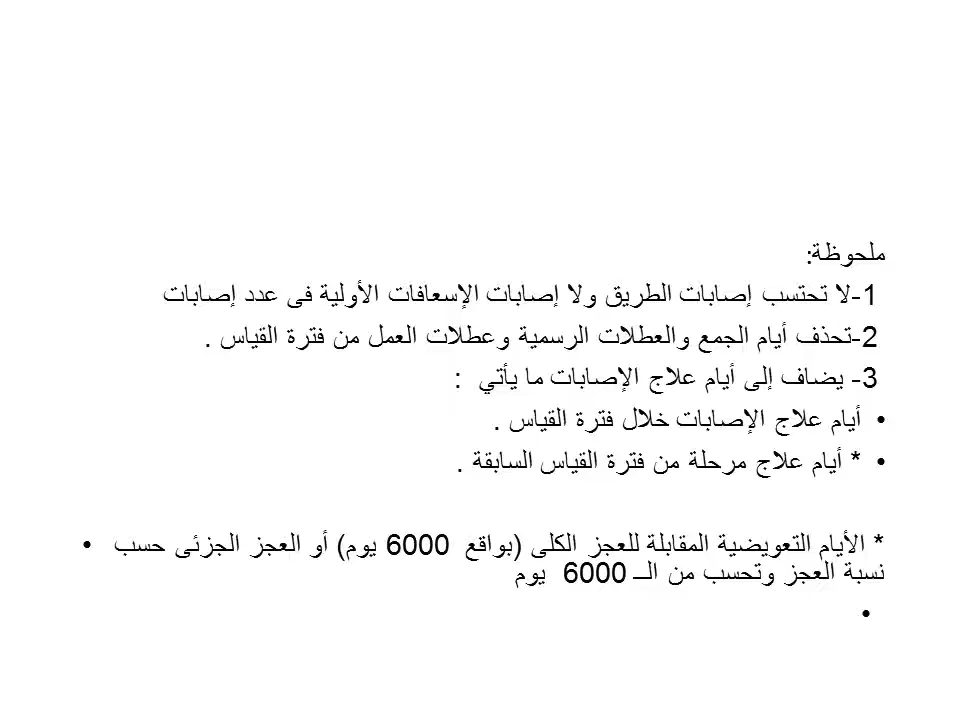 ملحوظة:
1-لا تحتسب إصابات الطريق ولا إصابات الإسعافات الأولية فى عدد إصابات
2-تحذف أيام الجمع والعطلات الرسمية وعطلات العمل من فترة القياس .
3- يضاف إلى أيام علاج الإصابات ما يأتي :
• أيام علاج الإصابات خلال فترة القياس .
• * أيام علاج مرحلة من فترة القياس السابقة .
* الأيام التعويضية المقابلة للعجز الكلى (بواقع 6000 يوم) أو العجز الجزئى حسب •
نسبة العجز وتحسب من الــ 6000 يوم
•